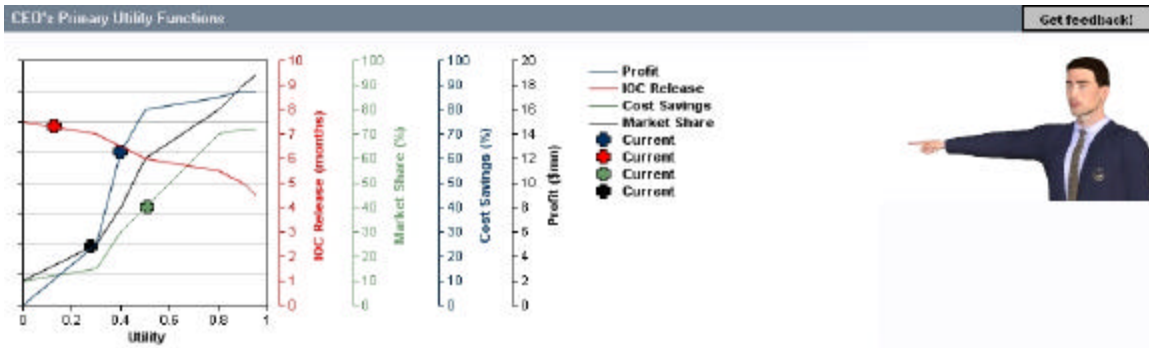 CEO's Primary Utility Functions
Get feedback!
10
9
8
7
6
5
4
3
2
1
0
IOC Release (months)
100
90
80
70
60
50
40
30
20
10
0
Market Share (%)
100
90
80
70
60
50
40
30
20
10
0
Cost Savings (%)
20
18
16
14
12
10
8
6
4
2
0
Profit ($mn)
Profit
IOC Release
Cost Savings
Market Share
Current
Current
Current
Current
0 0.2 0.4 0.6 0.8 1
Utility